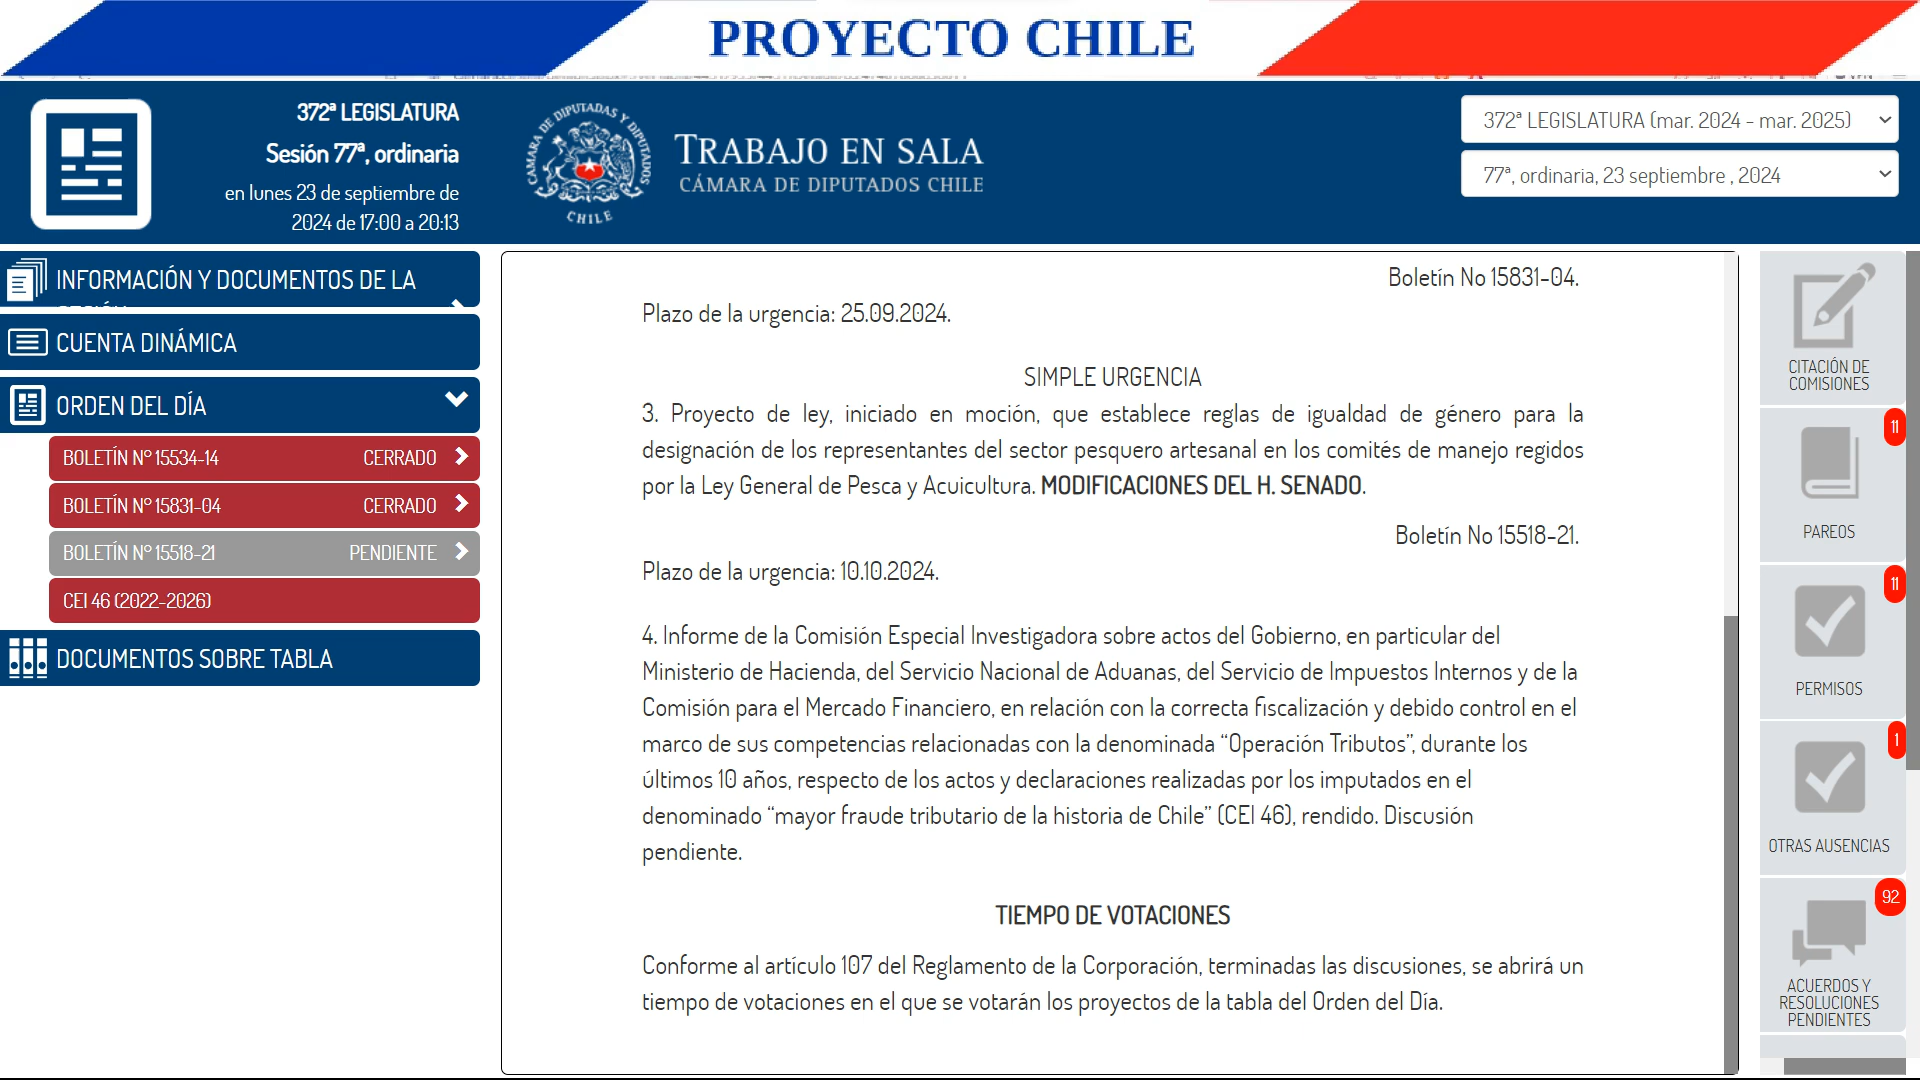 PROYECTO CHILE
372ª LEGISLATURA
Sesión 77ª, ordinaria
en lunes 23 de septiembre de
2024 de 17:00 a 20:13
CÁMARA DE DIPUTADAS Y DIPUTADOS
CHILE
TRABAJO EN SALA
CÁMARA DE DIPUTADOS CHILE
372ª LEGISLATURA (mar. 2024 - mar. 2025)
77ª, ordinaria, 23 septiembre , 2024
INFORMACIÓN Y DOCUMENTOS DE LA
CUENTA DINÁMICA
ORDEN DEL DÍA
BOLETÍN Nº 15534-14 CERRADO
BOLETÍN Nº 15831-04 CERRADO
BOLETÍN Nº 15518-21 PENDIENTE
CEI 46 (2022-2026)
DOCUMENTOS SOBRE TABLA
Boletín No 15831-04.
Plazo de la urgencia: 25.09.2024.
SIMPLE URGENCIA
3. Proyecto de ley, iniciado en moción, que establece reglas de igualdad de género para la
designación de los representantes del sector pesquero artesanal en los comités de manejo regidos
por la Ley General de Pesca y Acuicultura. MODIFICACIONES DEL H. SENADO.
Boletín No 15518-21.
Plazo de la urgencia: 10.10.2024.
4. Informe de la Comisión Especial Investigadora sobre actos del Gobierno, en particular del
Ministerio de Hacienda, del Servicio Nacional de Aduanas, del Servicio de Impuestos Internos y de la
Comisión para el Mercado Financiero, en relación con la correcta fiscalización y debido control en el
marco de sus competencias relacionadas con la denominada “Operación Tributos”, durante los
últimos 10 años, respecto de los actos y declaraciones realizadas por los imputados en el
denominado “mayor fraude tributario de la historia de Chile” (CEI 46), rendido. Discusión
pendiente.
TIEMPO DE VOTACIONES
Conforme al artículo 107 del Reglamento de la Corporación, terminadas las discusiones, se abrirá un
tiempo de votaciones en el que se votarán los proyectos de la tabla del Orden del Día.
CITACIÓN DE
COMISIONES
11
PAREOS
11
PERMISOS
1
OTRAS AUSENCIAS
92
ACUERDOS Y
RESOLUCIONES
PENDIENTES